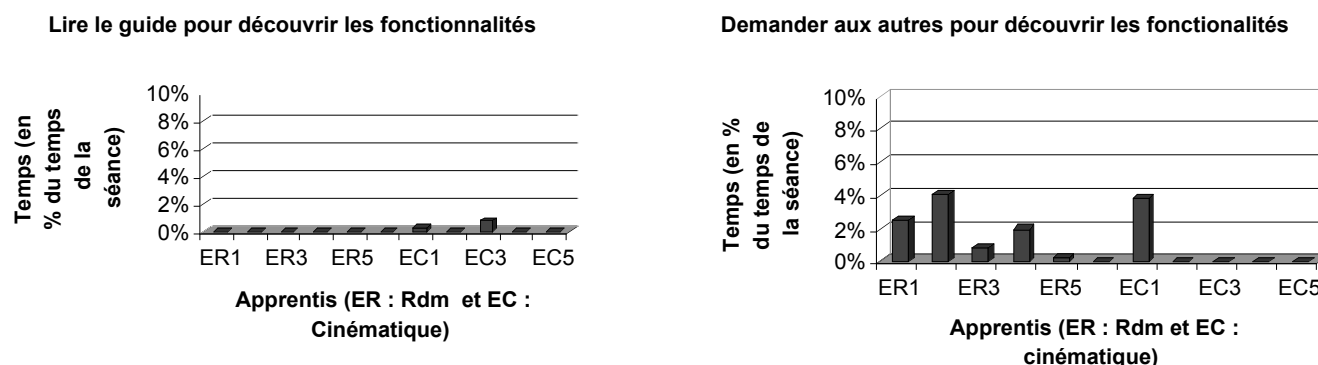 Lire le guide pour découvrir les fonctionnalités
Temps (en
% du temps
de la
séance)
10%
8%
6%
4%
2%
0%
ER1 ER3 ER5 EC1 EC3 EC5
Apprentis (ER : Rdm et EC :
Cinématique)
Demander aux autres pour découvrir les fonctionalités
Temps (en %
du temps de
la séance)
10%
8%
6%
4%
2%
0%
ER1 ER3 ER5 EC1 EC3 EC5
Apprentis (ER : Rdm et EC :
cinématique)